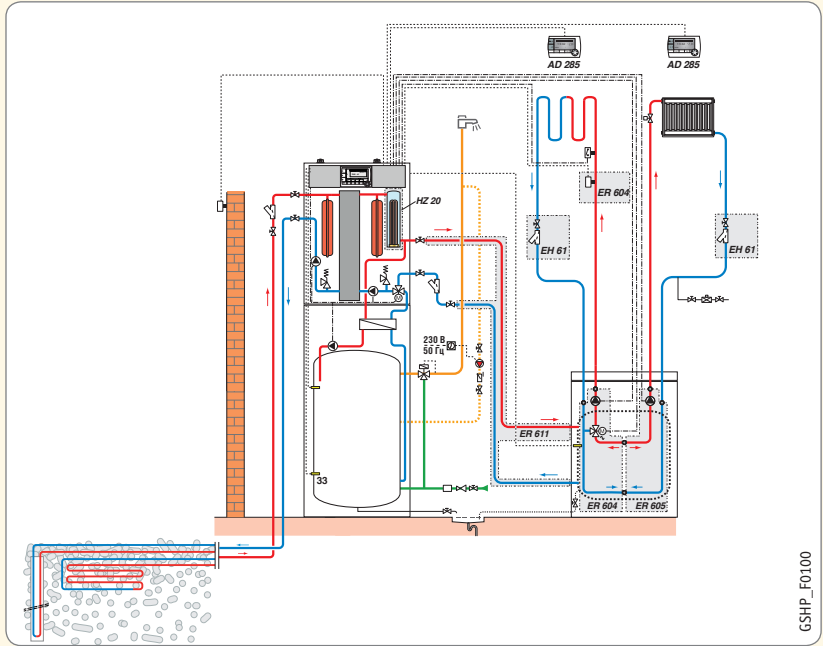 AD 285
AD 285
HZ 20
ER 604
EH 61
EH 61
230 В
50 Гц
ER 611
33
ER 604
ER 605
GSHP_F0100